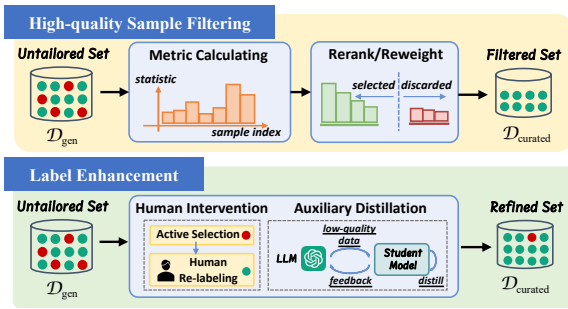 High-quality Sample Filtering
Untailored Set
Metric Calculating
Rerank/Reweight
Filtered Set
statistic
selected
discarded
sample index
𝒟gen
𝒟curated
Label Enhancement
Untailored Set
Human Intervention
Auxiliary Distillation
Refined Set
Active Selection
low-quality
data
LLM
Student
Model
Human
Re-labeling
feedback
distill
𝒟gen
𝒟curated